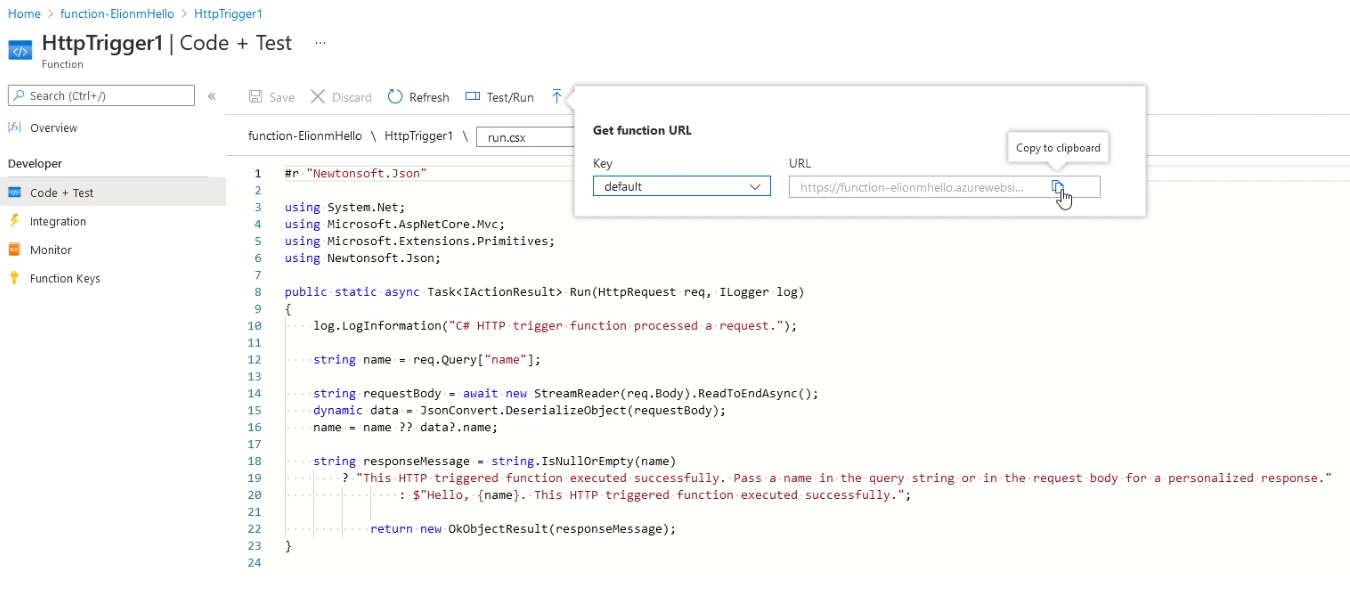 Home > function-ElionmHello > HttpTrigger1
HttpTrigger1 | Code + Test ...
Function
Search (Ctrl+/) «
Overview
Developer
Code + Test
Integration
Monitor
Function Keys
Save Discard Refresh Test/Run
function-ElionmHello \ HttpTrigger1 \ run.csx
Get function URL
Key
default
URL
https://function-elionmhello.azurewebsi...
Copy to clipboard
1 #r "Newtonsoft.Json"
2
3 using System.Net;
4 using Microsoft.AspNetCore.Mvc;
5 using Microsoft.Extensions.Primitives;
6 using Newtonsoft.Json;
7
8 public static async Task<IActionResult> Run(HttpRequest req, ILogger log)
9 {
10 log.LogInformation("C# HTTP trigger function processed a request.");
11
12 string name = req.Query["name"];
13
14 string requestBody = await new StreamReader(req.Body).ReadToEndAsync();
15 dynamic data = JsonConvert.DeserializeObject(requestBody);
16 name = name ?? data?.name;
17
18 string responseMessage = string.IsNullOrEmpty(name)
19 ? "This HTTP triggered function executed successfully. Pass a name in the query string or in the request body for a personalized response."
20 : $"Hello, {name}. This HTTP triggered function executed successfully.";
21
22 return new OkObjectResult(responseMessage);
23 }
24